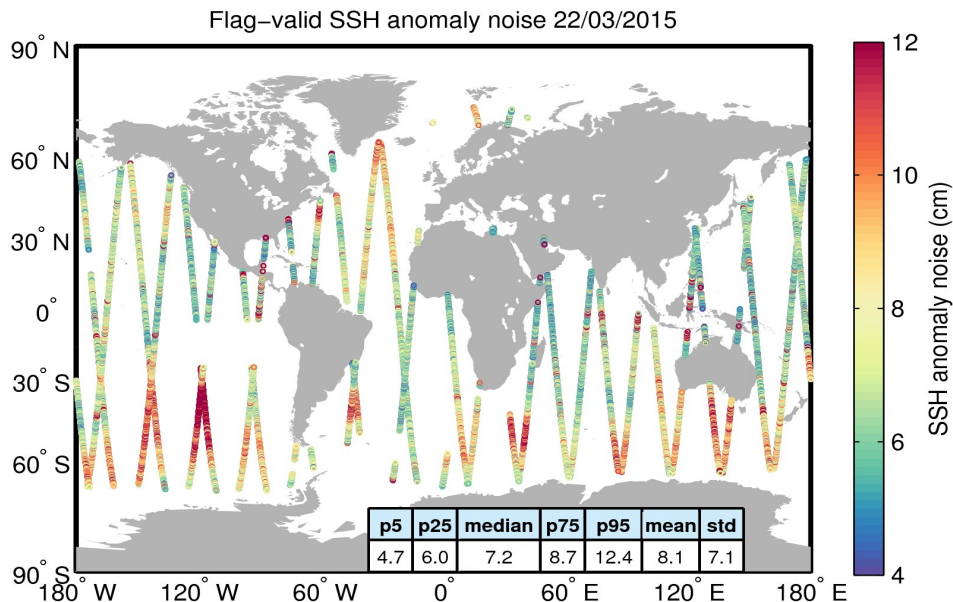 Flag−valid SSH anomaly noise 22/03/2015
90° N
60° N
30° N
0°
30° S
60° S
90° S
180° W
120° W
60° W
0°
60° E
120° E
180° E
p5 p25 median p75 p95 mean std
4.7 6.0 7.2 8.7 12.4 8.1 7.1
12
10
8
6
4
SSH anomaly noise (cm)